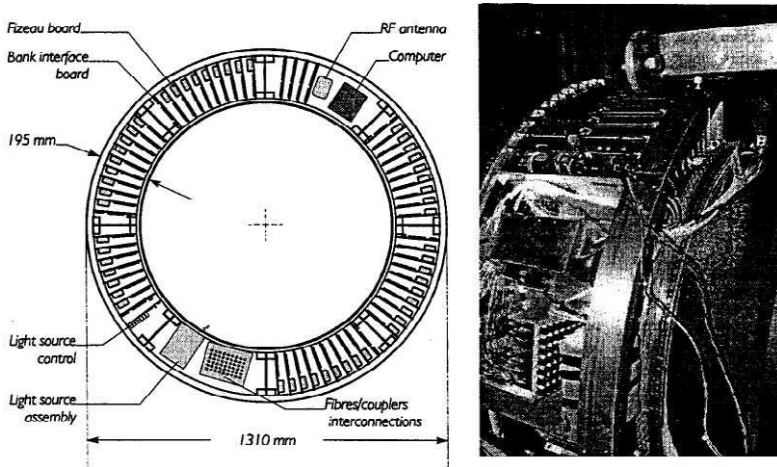 Fizeau board
Bank interface
board
RF antenna
Computer
195 mm
Light source
control
Light source
assembly
Fibres/couplers
interconnections
1310 mm